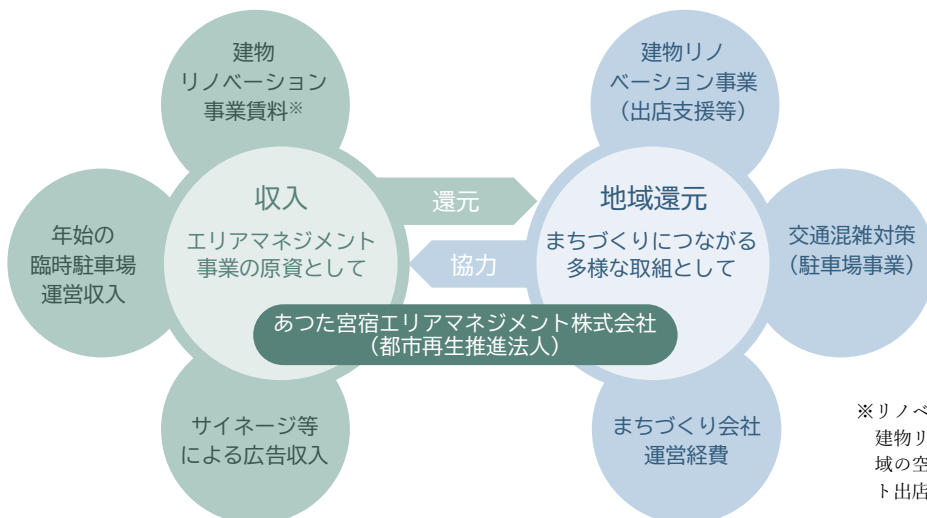 建物
リノベーション
事業賃料※
建物リノ
ベーション事業
（出店支援等）
収入
エリアマネジメント
事業の原資として
還元
協力
地域還元
まちづくりにつながる
多様な取組として
年始の
臨時駐車場
運営収入
交通混雑対策
（駐車場事業）
あつた宮宿エリアマネジメント株式会社
（都市再生推進法人）
サイネージ等
による広告収入
まちづくり会社
運営経費
※リノベ
建物リ
域の空
ト出店